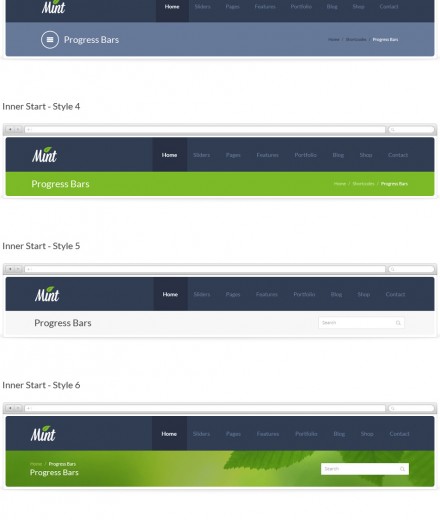 Mint Home Sliders Pages Features Portfolio Blog Shop Contact
Progress Bars Home / Shortcodes / Progress Bars
Inner Start - Style 4
Mint Home Sliders Pages Features Portfolio Blog Shop Contact
Progress Bars Home / Shortcodes / Progress Bars
Inner Start - Style 5
Mint Home Sliders Pages Features Portfolio Blog Shop Contact
Progress Bars Search
Inner Start - Style 6
Mint Home Sliders Pages Features Portfolio Blog Shop Contact
Home / Progress Bars
Progress Bars Search